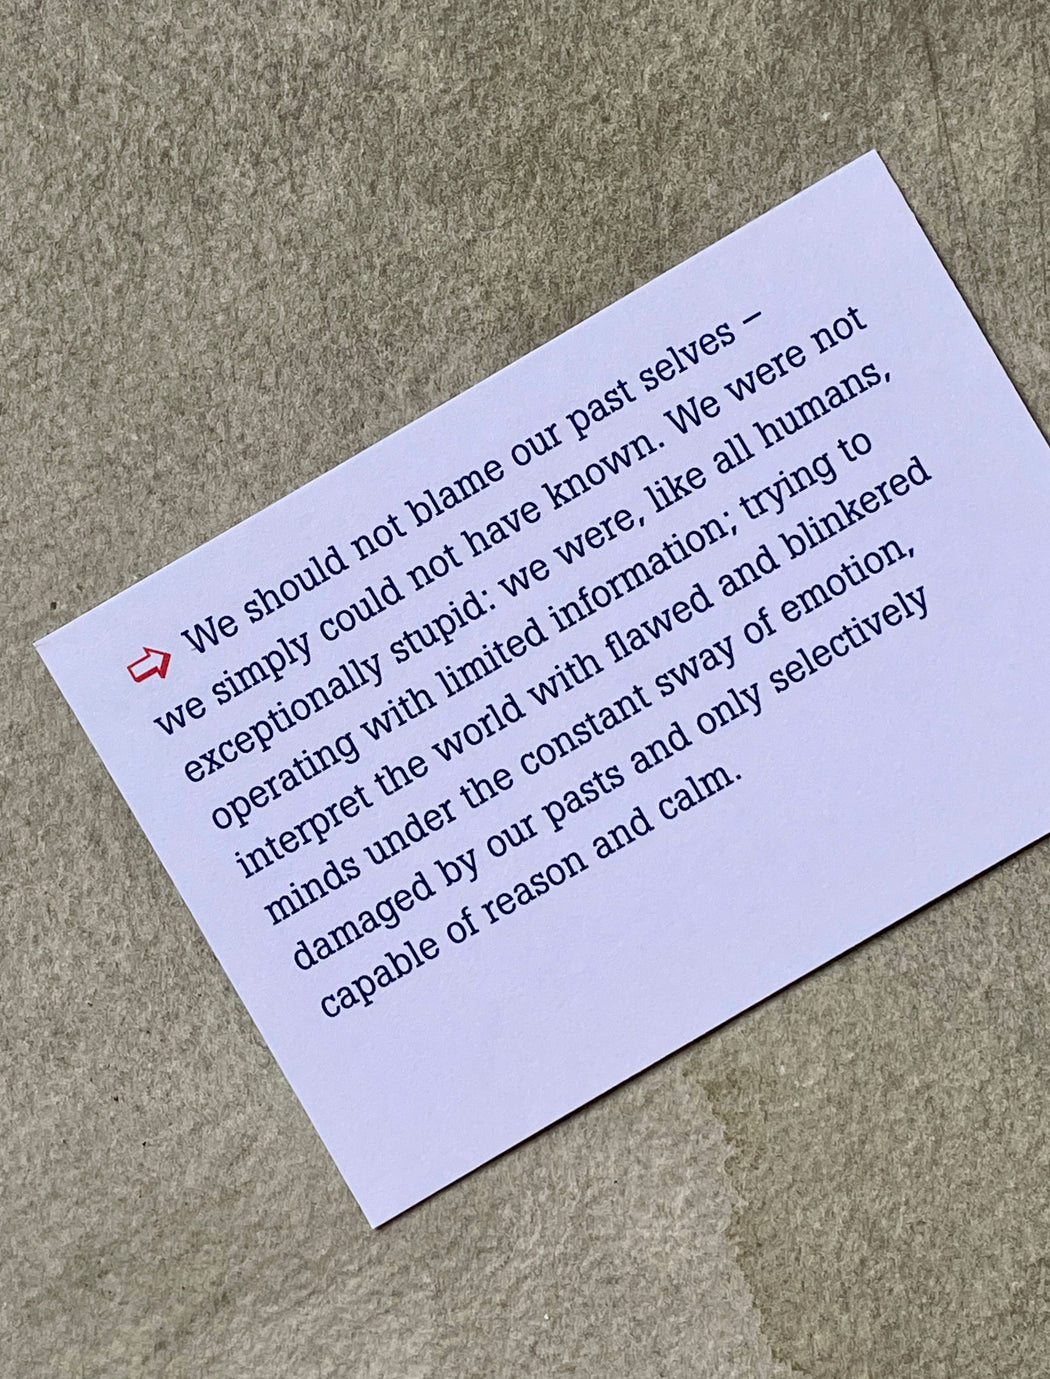 We should not blame our past selves –
we simply could not have known. We were not
exceptionally stupid: we were, like all humans,
operating with limited information; trying to
interpret the world with flawed and blinkered
minds under the constant sway of emotion,
damaged by our pasts and only selectively
capable of reason and calm.